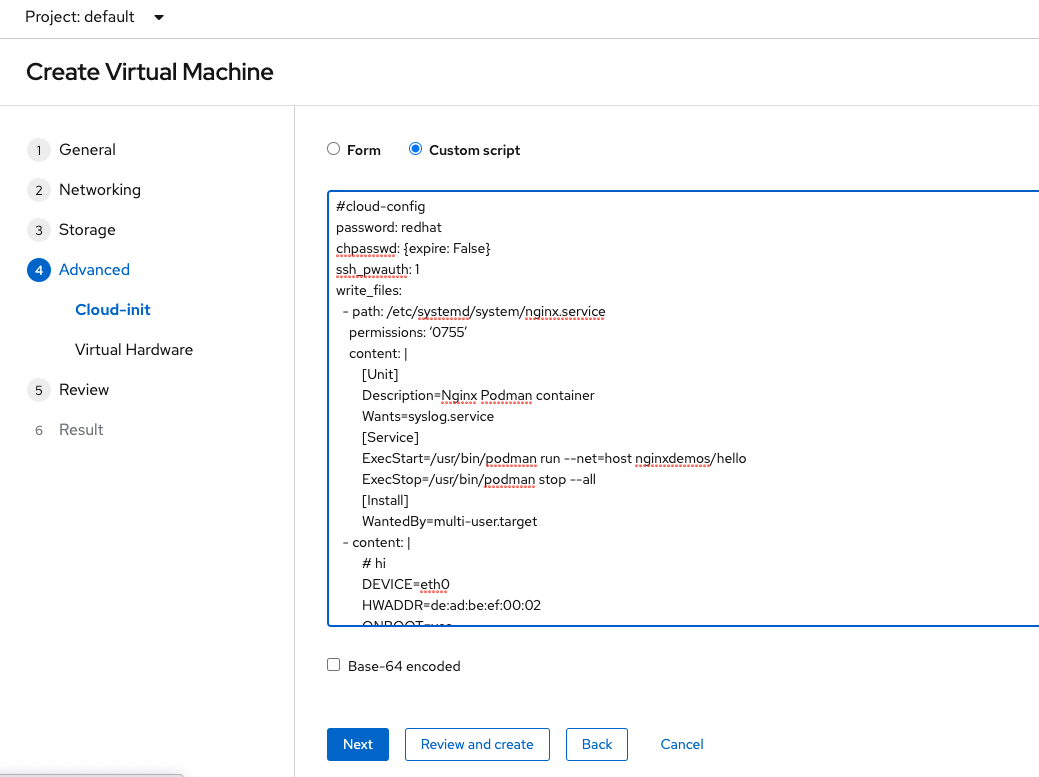 Project: default
Create Virtual Machine
1 General
2 Networking
3 Storage
4 Advanced
Cloud-init
Virtual Hardware
5 Review
6 Result
Form Custom script
#cloud-config
password: redhat
chpasswd: {expire: False}
ssh_pwauth: 1
write_files:
  - path: /etc/systemd/system/nginx.service
    permissions: ‘0755’
    content: |
        [Unit]
        Description=Nginx Podman container
        Wants=syslog.service
        [Service]
        ExecStart=/usr/bin/podman run --net=host nginxdemos/hello
        ExecStop=/usr/bin/podman stop --all
        [Install]
        WantedBy=multi-user.target
  - content: |
        # hi
        DEVICE=eth0
        HWADDR=de:ad:be:ef:00:02
        ONBOOT=yes
Base-64 encoded
Next Review and create Back Cancel